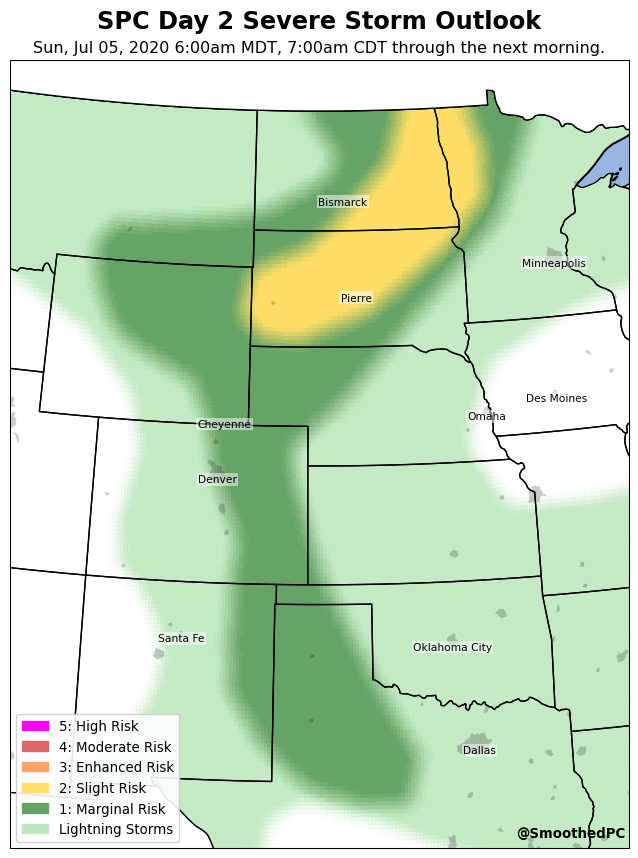 SPC Day 2 Severe Storm Outlook
Sun, Jul 05, 2020 6:00am MDT, 7:00am CDT through the next morning.
Bismarck
Minneapolis
Pierre
Des Moines
Omaha
Cheyenne
Denver
Santa Fe
Oklahoma City
Dallas
5: High Risk
4: Moderate Risk
3: Enhanced Risk
2: Slight Risk
1: Marginal Risk
Lightning Storms
@SmoothedPC